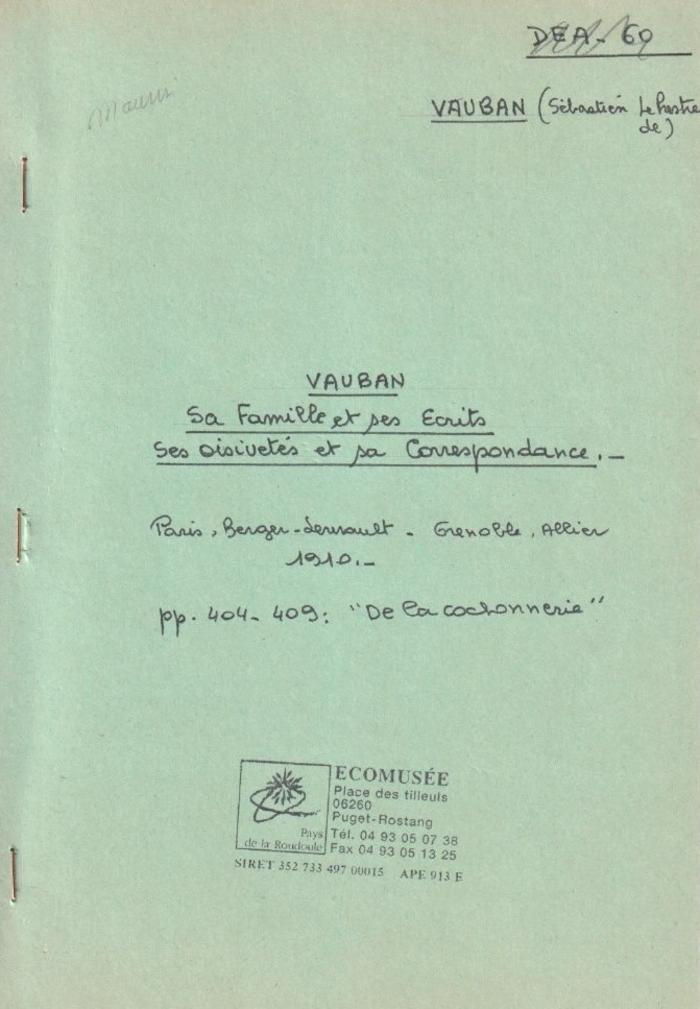 DEA - 60
VAUBAN (Sébastien Le Prestre
de)
VAUBAN
Sa Famille et ses Ecrits
Ses oisivetés et sa Correspondance. -
Paris, Berger-Levrault - Grenoble, Allier
1910. -
pp. 404 - 409: "De la cochonnerie"
ECOMUSÉE
Place des tilleuls
06260
Puget-Rostang
Pays
de la Roudoule
Tél. 04 93 05 07 38
Fax 04 93 05 13 25
SIRET 352 733 497 00015 APE 913 E